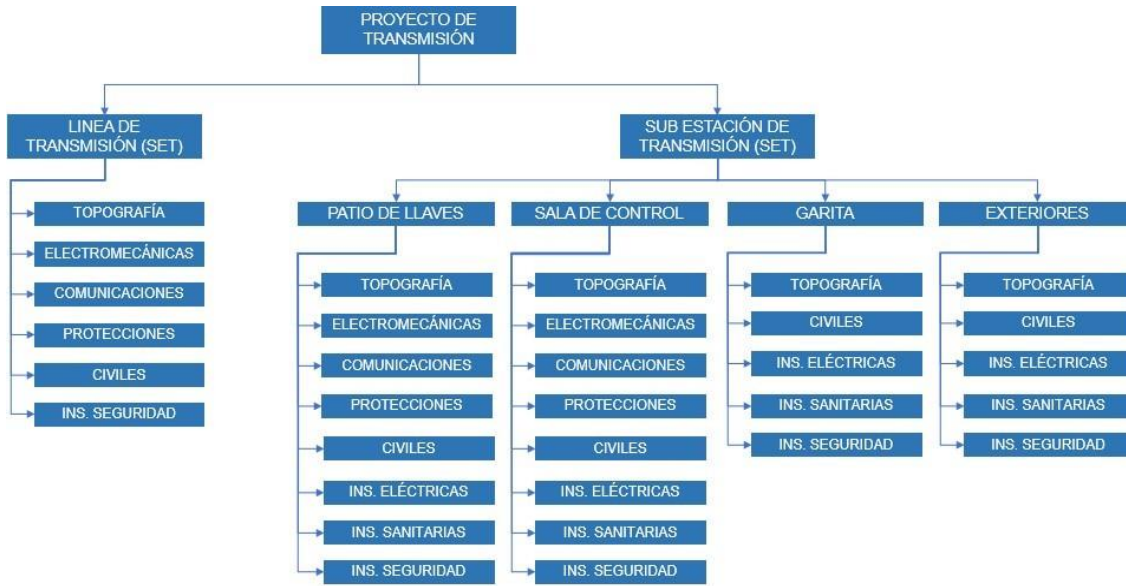 PROYECTO DE
TRANSMISIÓN
LINEA DE
TRANSMISIÓN (SET)
TOPOGRAFÍA
ELECTROMECÁNICAS
COMUNICACIONES
PROTECCIONES
CIVILES
INS. SEGURIDAD
SUB ESTACIÓN DE
TRANSMISIÓN (SET)
PATIO DE LLAVES
TOPOGRAFÍA
ELECTROMECÁNICAS
COMUNICACIONES
PROTECCIONES
CIVILES
INS. ELÉCTRICAS
INS. SANITARIAS
INS. SEGURIDAD
SALA DE CONTROL
TOPOGRAFÍA
ELECTROMECÁNICAS
COMUNICACIONES
PROTECCIONES
CIVILES
INS. ELÉCTRICAS
INS. SANITARIAS
INS. SEGURIDAD
GARITA
TOPOGRAFÍA
CIVILES
INS. ELÉCTRICAS
INS. SANITARIAS
INS. SEGURIDAD
EXTERIORES
TOPOGRAFÍA
CIVILES
INS. ELÉCTRICAS
INS. SANITARIAS
INS. SEGURIDAD